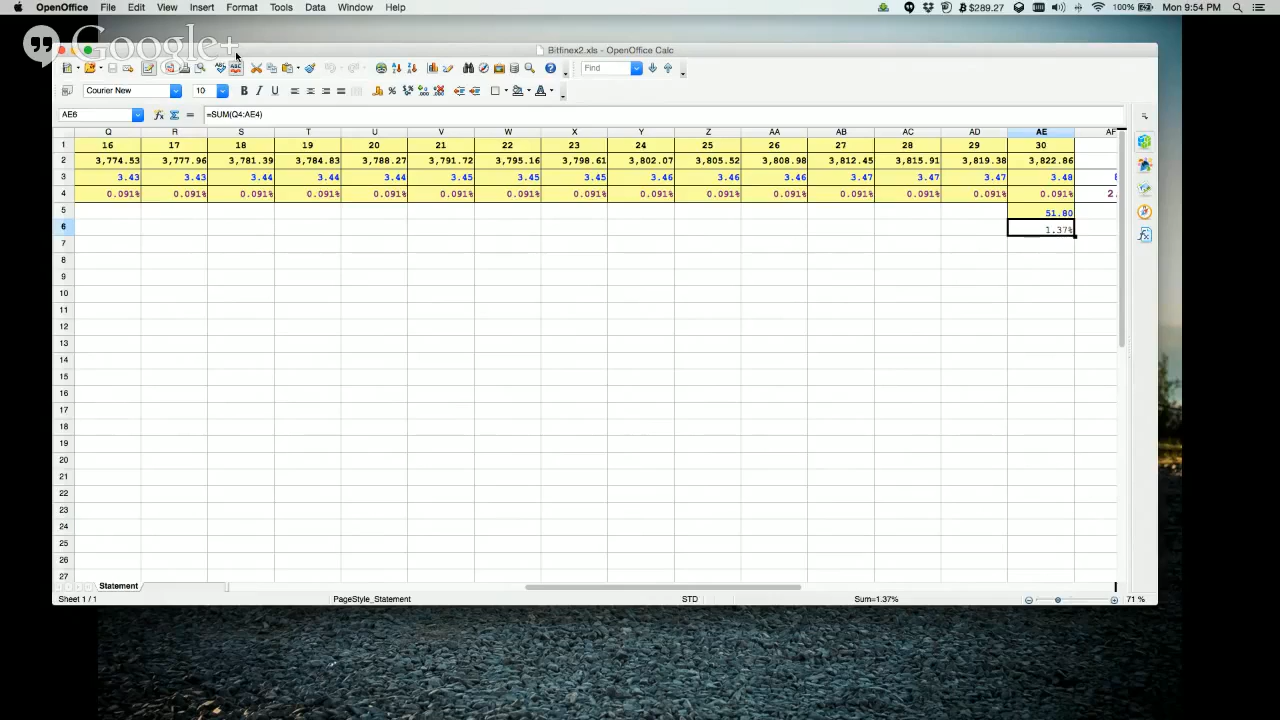 OpenOffice File Edit View Insert Format Tools Data Window Help $289.27 100% Mon 9:54 PM
Google+
Bitfinex2.xls - OpenOffice Calc
Find
Courier New 10 B I U
AE6 =SUM(Q4:AE4)
Q R S T U V W X Y Z AA AB AC AD AE AF
1 16 17 18 19 20 21 22 23 24 25 26 27 28 29 30
2 3,774.53 3,777.96 3,781.39 3,784.83 3,788.27 3,791.72 3,795.16 3,798.61 3,802.07 3,805.52 3,808.98 3,812.45 3,815.91 3,819.38 3,822.86
3 3.43 3.43 3.44 3.44 3.44 3.45 3.45 3.45 3.46 3.46 3.46 3.47 3.47 3.47 3.48
4 0.091% 0.091% 0.091% 0.091% 0.091% 0.091% 0.091% 0.091% 0.091% 0.091% 0.091% 0.091% 0.091% 0.091% 0.091% 2.
5 51.80
6 1.37%
7
8
9
10
11
12
13
14
15
16
17
18
19
20
21
22
23
24
25
26
27
Statement
Sheet 1 / 1 PageStyle_Statement STD Sum=1.37% 71 %